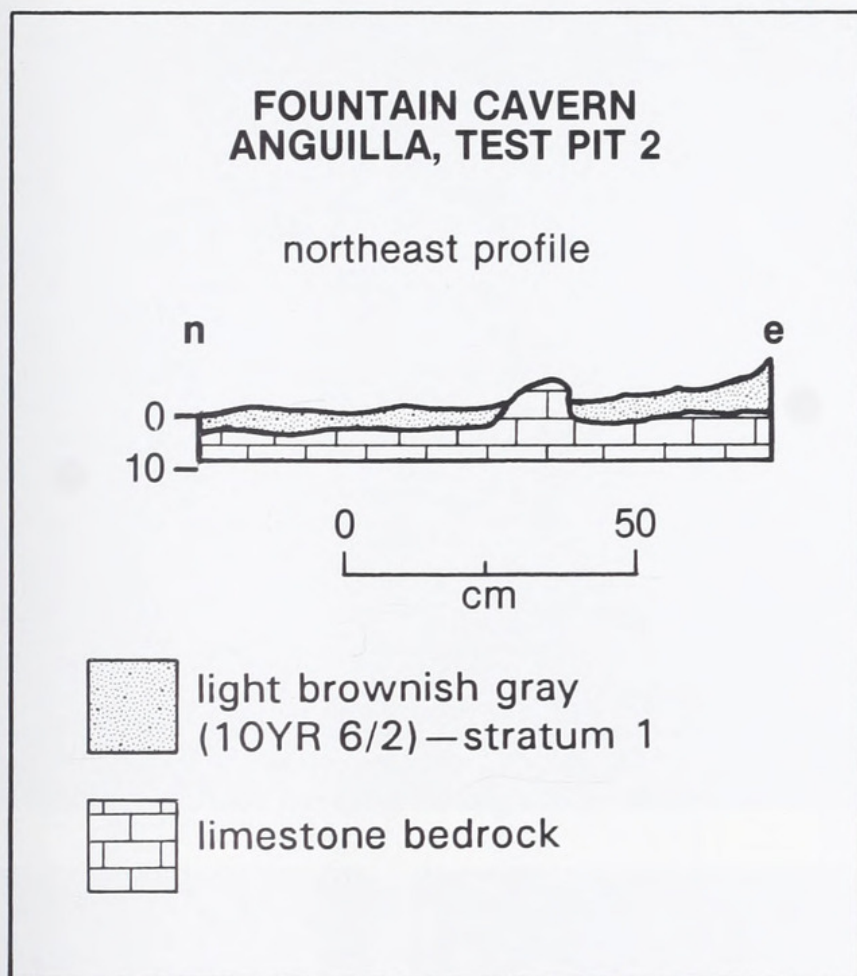 FOUNTAIN CAVERN
ANGUILLA, TEST PIT 2
northeast profile
n e
0
10
0 50
cm
light brownish gray
(10YR 6/2)—stratum 1
limestone bedrock